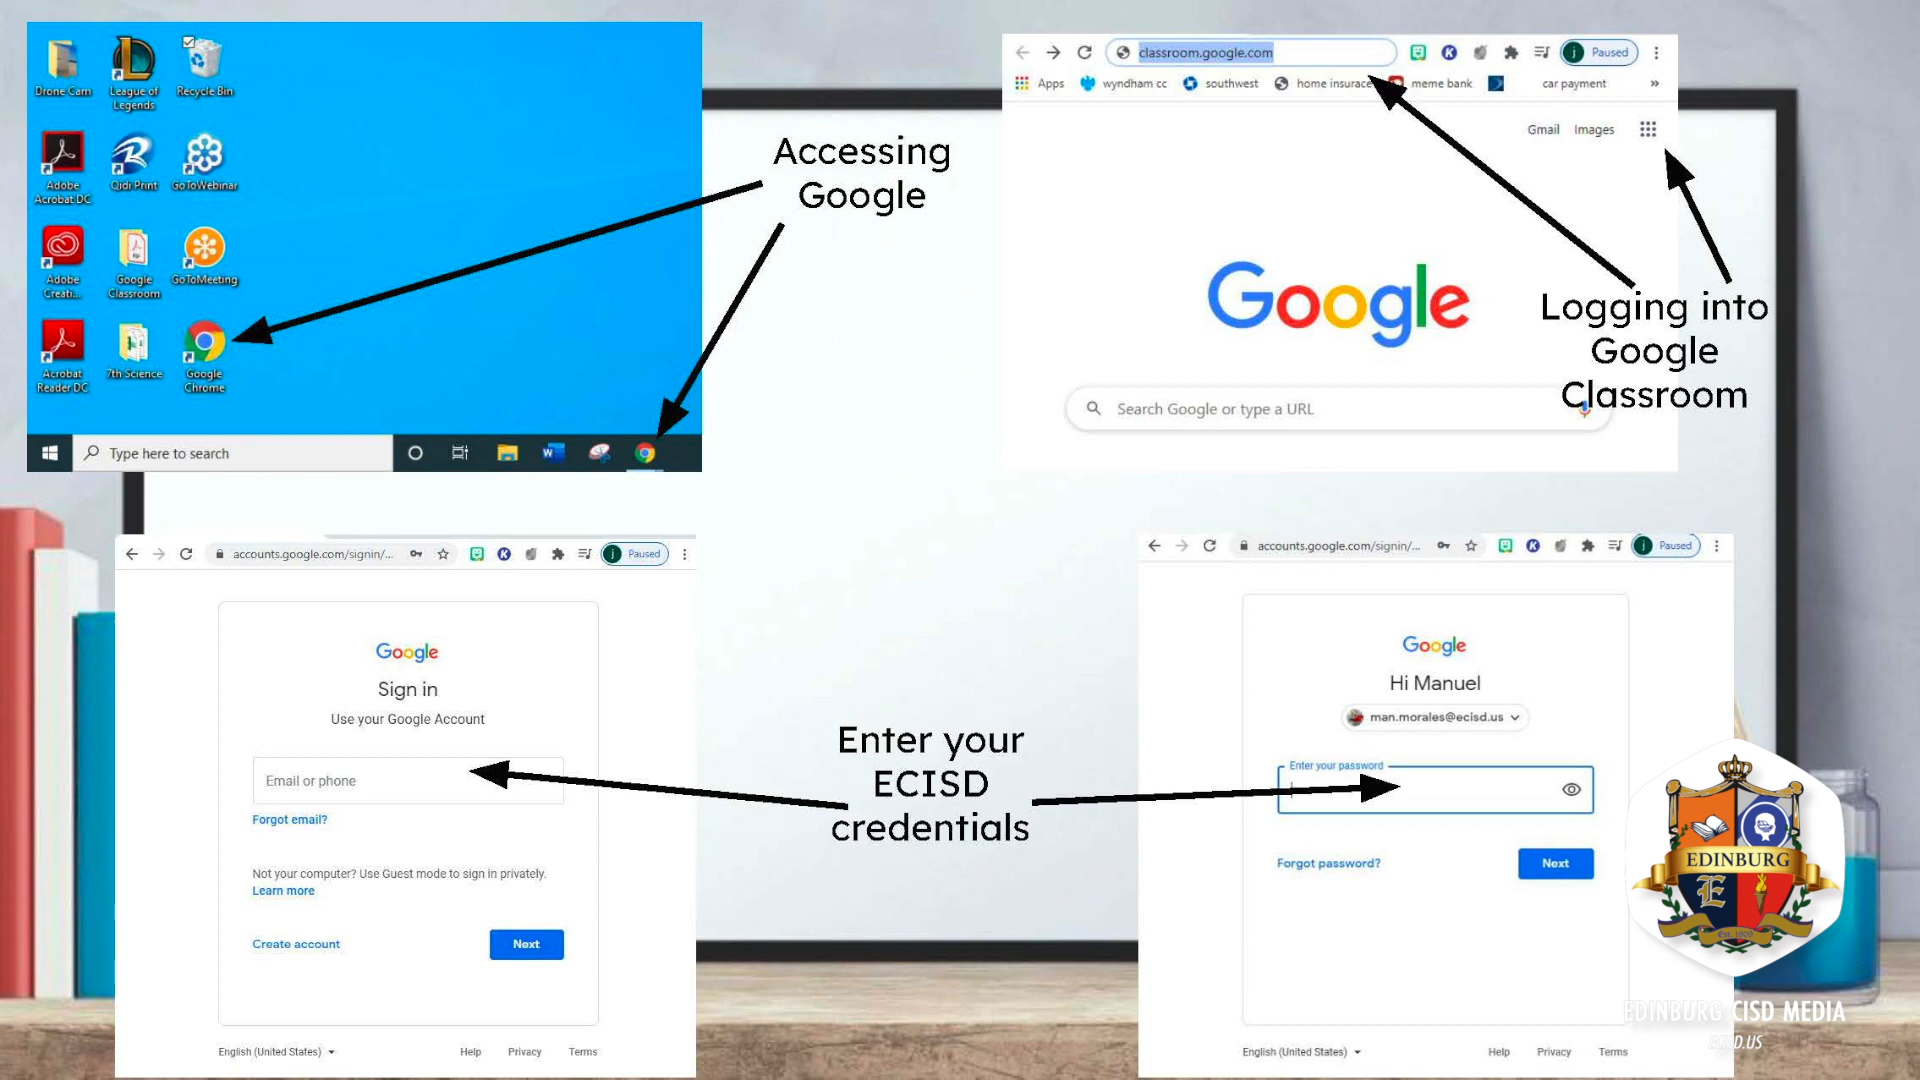 Drone Cam
League of
Legends
Recycle Bin
Adobe
Acrobat DC
Qidi Print
GoToWebinar
Adobe
Creati...
Google
Classroom
GoToMeeting
Acrobat
Reader DC
7th Science
Google
Chrome
Type here to search
Accessing
Google
classroom.google.com
j
Paused
Apps
wyndham cc
southwest
home insurace
meme bank
car payment
»
Gmail
Images
Google
Search Google or type a URL
Logging into
Google
Classroom
accounts.google.com/signin/...
K
j
Paused
Google
Sign in
Use your Google Account
Email or phone
Forgot email?
Not your computer? Use Guest mode to sign in privately.
Learn more
Create account
Next
English (United States)
Help
Privacy
Terms
Enter your
ECISD
credentials
accounts.google.com/signin/...
K
j
Paused
Google
Hi Manuel
man.morales@ecisd.us
Enter your password
Forgot password?
Next
English (United States)
Help
Privacy
Terms
EDINBURG
E
Est. 1909
EDINBURG CISD MEDIA